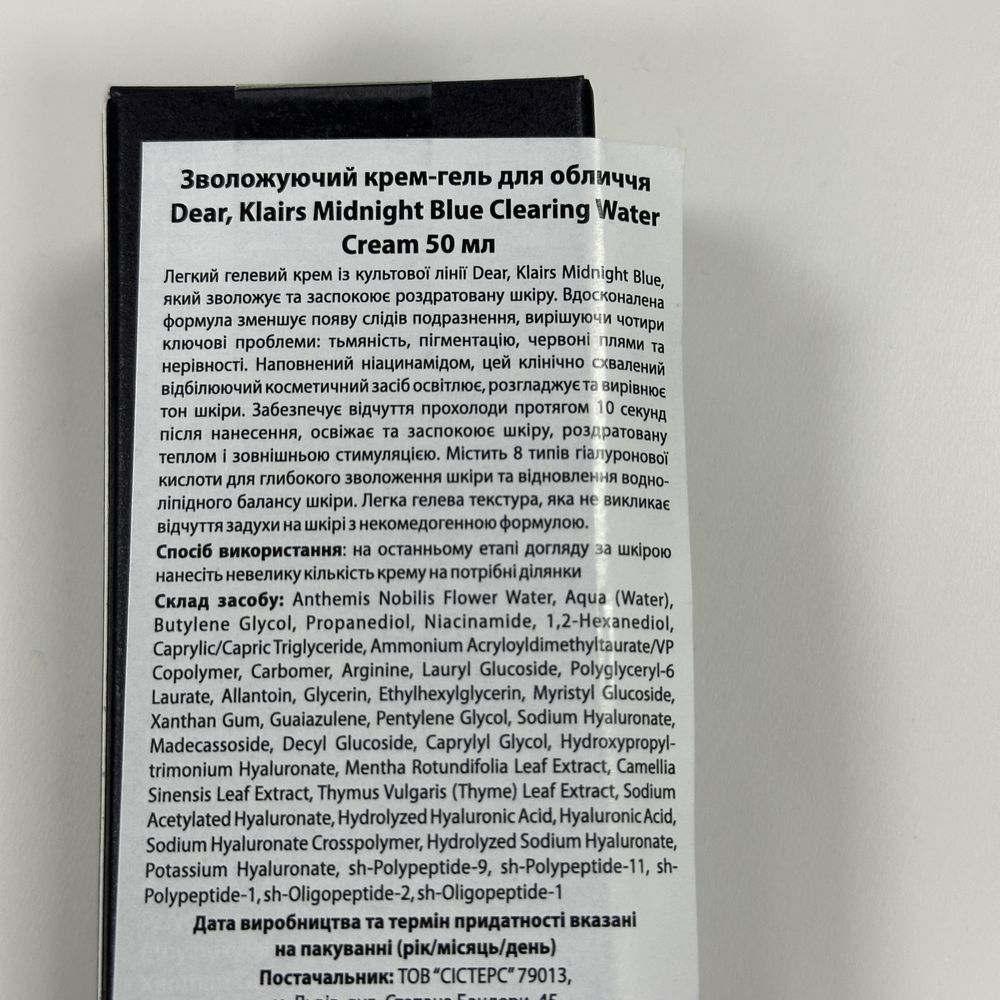 Зволожуючий крем-гель для обличчя
Dear, Klairs Midnight Blue Clearing Water
Cream 50 мл
Легкий гелевий крем із культової лінії Dear, Klairs Midnight Blue,
який зволожує та заспокоює роздратовану шкіру. Вдосконалена
формула зменшує появу слідів подразнення, вирішуючи чотири
ключові проблеми: тьмяність, пігментацію, червоні плями та
нерівності. Наповнений ніацинамідом, цей клінічно схвалений
відбілюючий косметичний засіб освітлює, розгладжує та вирівнює
тон шкіри. Забезпечує відчуття прохолоди протягом 10 секунд
після нанесення, освіжає та заспокоює шкіру, роздратовану
теплом і зовнішньою стимуляцією. Містить 8 типів гіалуронової
кислоти для глибокого зволоження шкіри та відновлення водно-
ліпідного балансу шкіри. Легка гелева текстура, яка не викликає
відчуття задухи на шкірі з некомедогенною формулою.
Спосіб використання: на останньому етапі догляду за шкірою
нанесіть невелику кількість крему на потрібні ділянки
Склад засобу: Anthemis Nobilis Flower Water, Aqua (Water),
Butylene Glycol, Propanediol, Niacinamide, 1,2-Hexanediol,
Caprylic/Capric Triglyceride, Ammonium Acryloyldimethyltaurate/VP
Copolymer, Carbomer, Arginine, Lauryl Glucoside, Polyglyceryl-6
Laurate, Allantoin, Glycerin, Ethylhexylglycerin, Myristyl Glucoside,
Xanthan Gum, Guaiazulene, Pentylene Glycol, Sodium Hyaluronate,
Madecassoside, Decyl Glucoside, Caprylyl Glycol, Hydroxypropyl-
trimonium Hyaluronate, Mentha Rotundifolia Leaf Extract, Camellia
Sinensis Leaf Extract, Thymus Vulgaris (Thyme) Leaf Extract, Sodium
Acetylated Hyaluronate, Hydrolyzed Hyaluronic Acid, Hyaluronic Acid,
Sodium Hyaluronate Crosspolymer, Hydrolyzed Sodium Hyaluronate,
Potassium Hyaluronate, sh-Polypeptide-9, sh-Polypeptide-11, sh-
Polypeptide-1, sh-Oligopeptide-2, sh-Oligopeptide-1
Дата виробництва та термін придатності вказані
на пакуванні (рік/місяць/день)
Постачальник: ТОВ “СІСТЕРС” 79013,